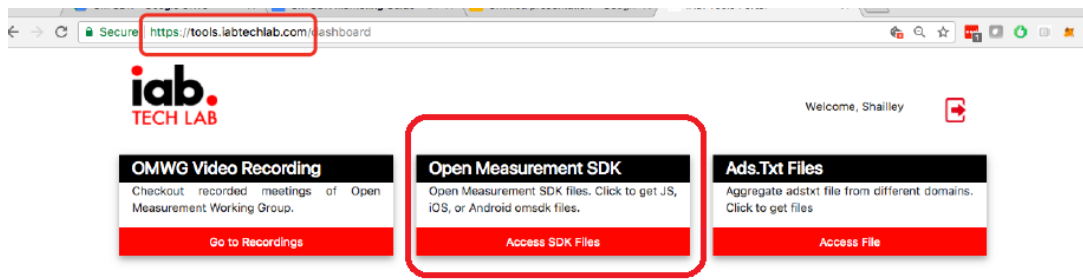 Secure https://tools.iabtechlab.com/dashboard
iab.
TECH LAB
Welcome, Shailley
OMWG Video Recording
Checkout recorded meetings of Open
Measurement Working Group.
Go to Recordings
Open Measurement SDK
Open Measurement SDK files. Click to get JS,
iOS, or Android omsdk files.
Access SDK Files
Ads.Txt Files
Aggregate adstxt file from different domains.
Click to get files
Access File